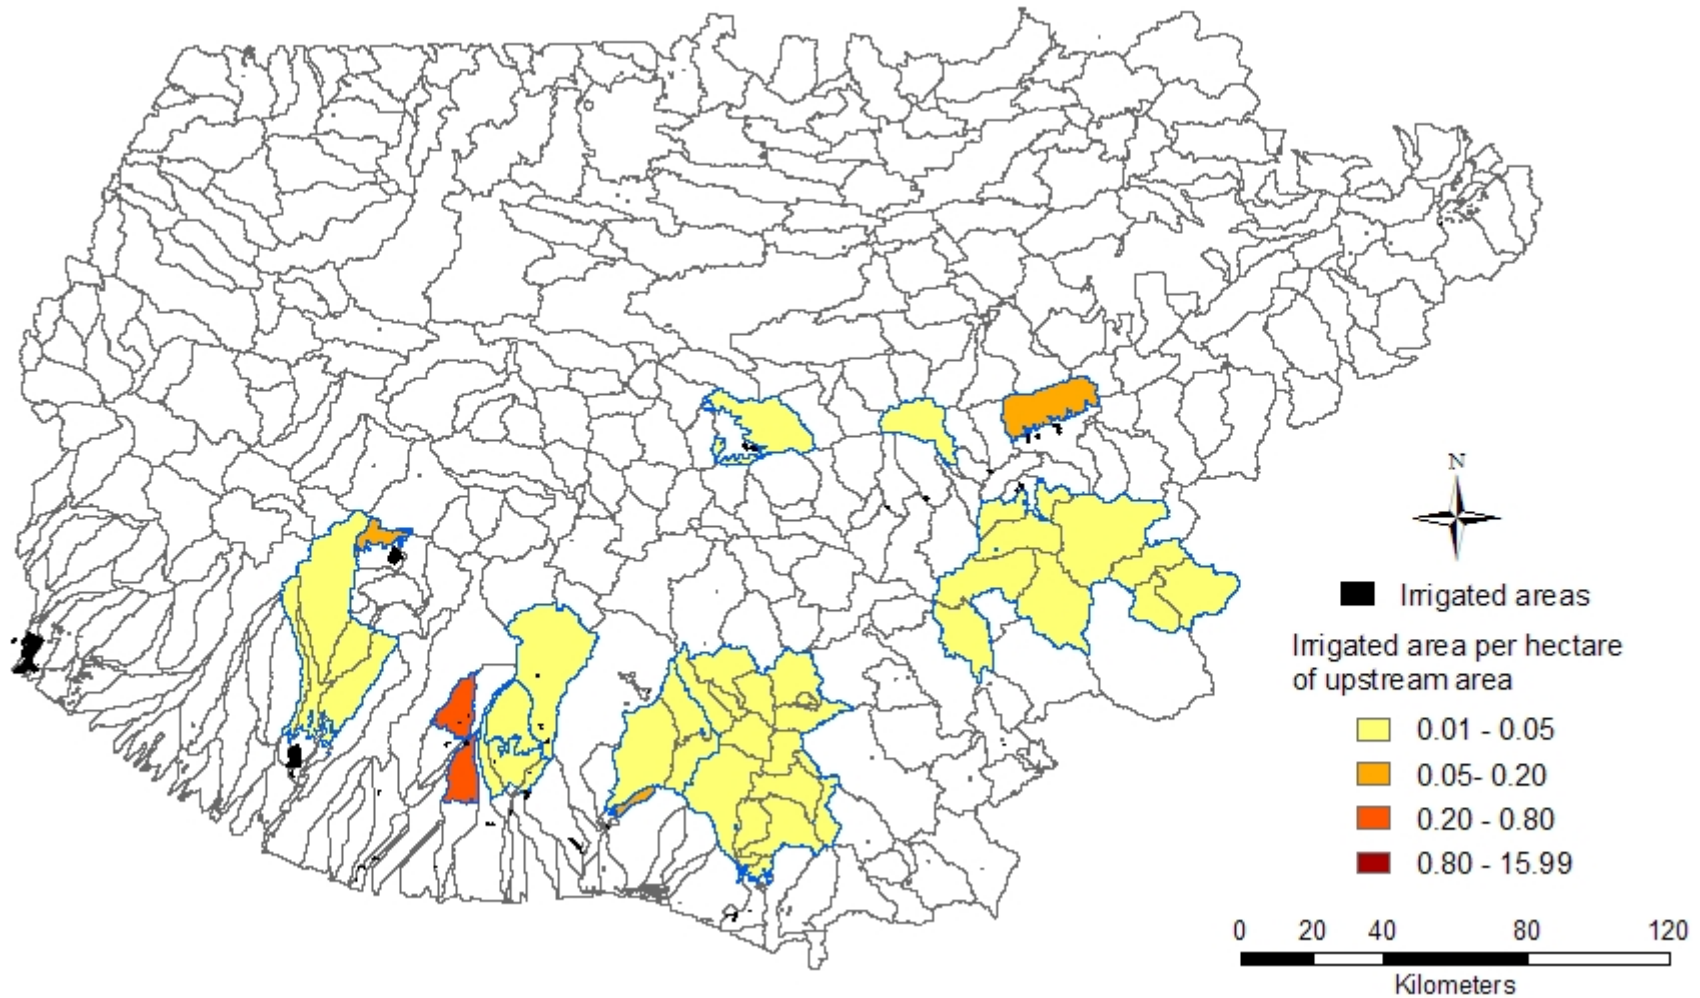 N
Irrigated areas
Irrigated area per hectare
of upstream area
0.01 - 0.05
0.05- 0.20
0.20 - 0.80
0.80 - 15.99
0 20 40 80 120
Kilometers